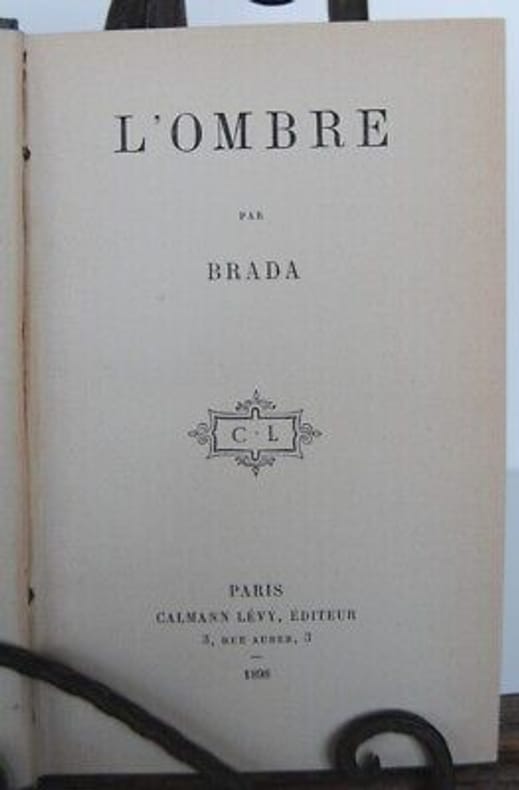 L'OMBRE
PAR
BRADA
C · L
PARIS
CALMANN LÉVY, ÉDITEUR
3, RUE AUBER, 3
1898